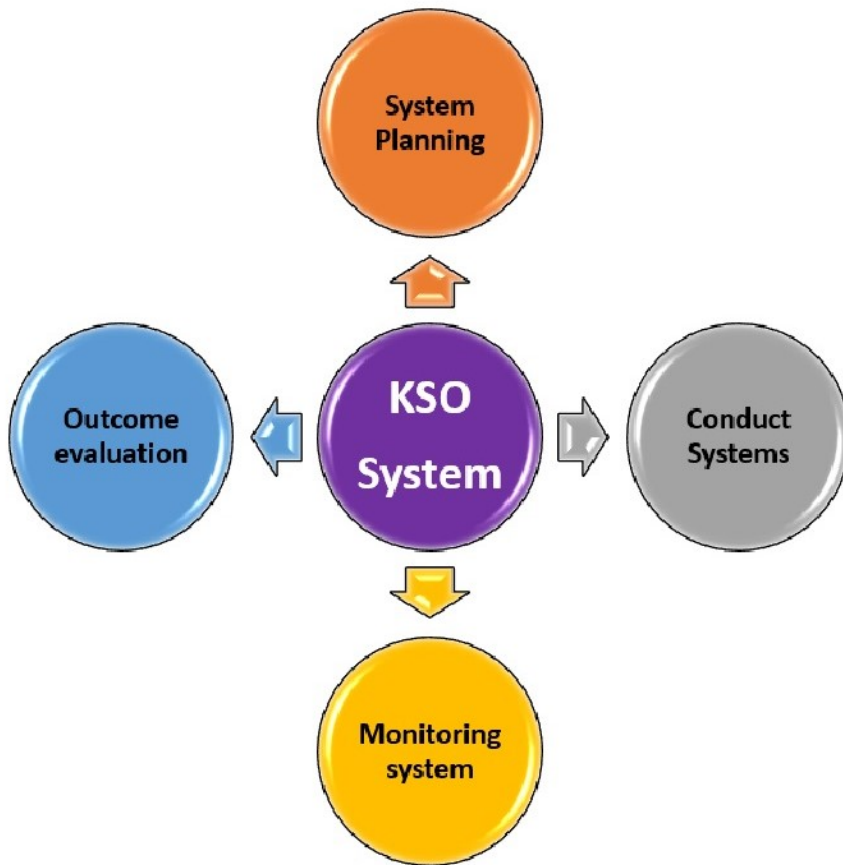 System
Planning
Outcome
evaluation
KSO
System
Conduct
Systems
Monitoring
system